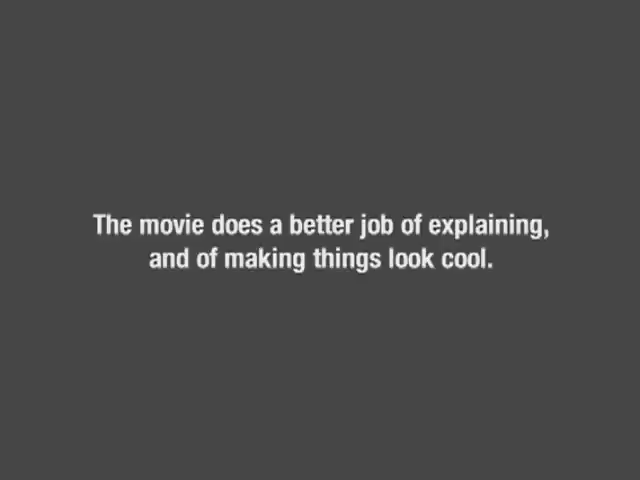 The movie does a better job of explaining,
and of making things look cool.